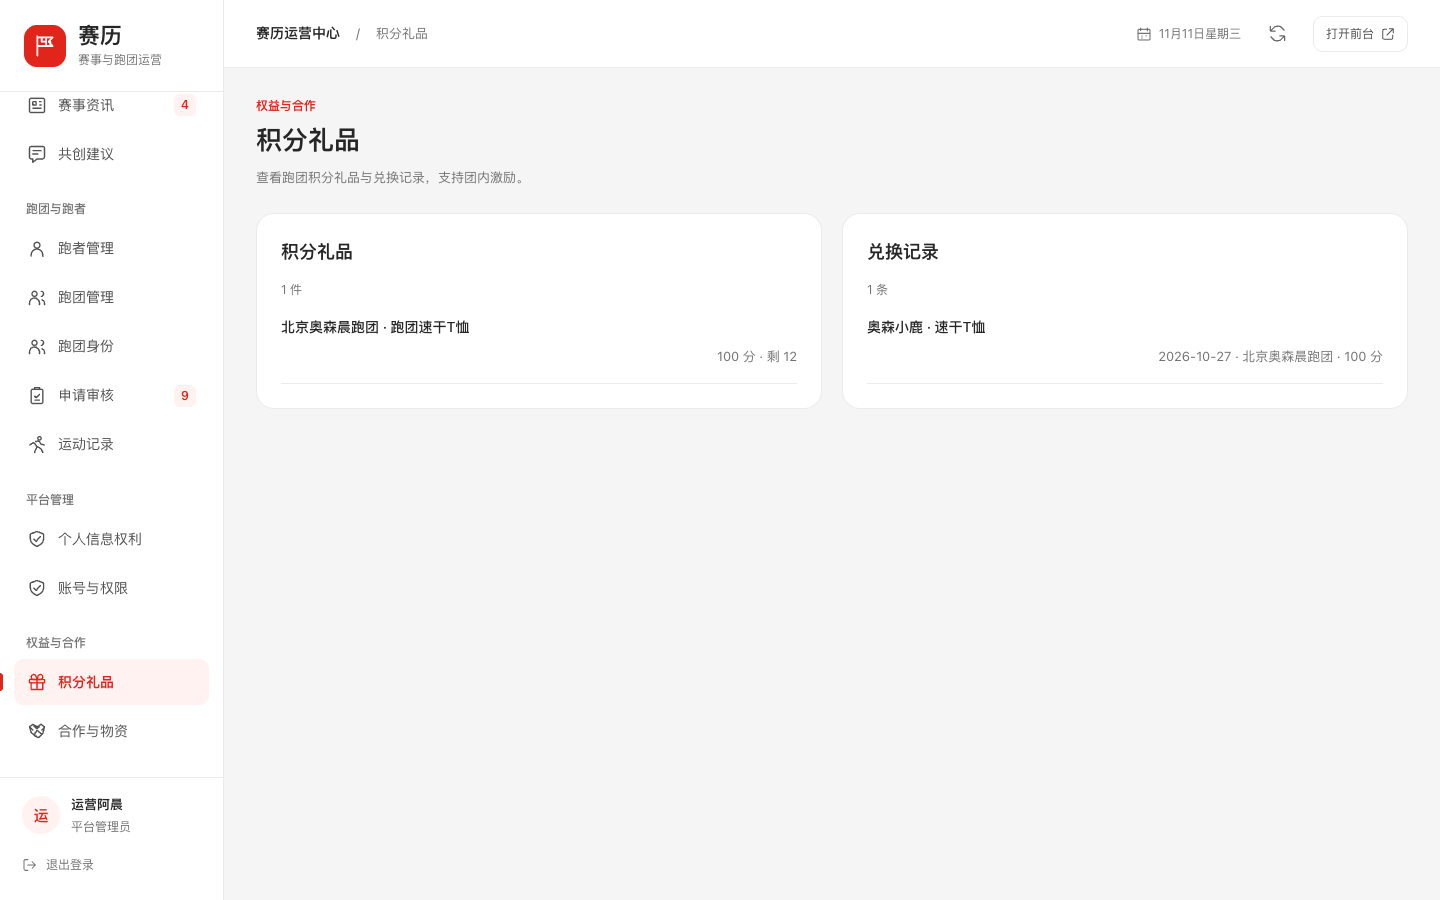 赛历
赛事与跑团运营
赛事资讯 4
共创建议
跑团与跑者
跑者管理
跑团管理
跑团身份
申请审核 9
运动记录
平台管理
个人信息权利
账号与权限
权益与合作
积分礼品
合作与物资
运
运营阿晨
平台管理员
退出登录
赛历运营中心 / 积分礼品
11月11日星期三
打开前台
权益与合作
积分礼品
查看跑团积分礼品与兑换记录，支持团内激励。
积分礼品
1 件
北京奥森晨跑团 · 跑团速干T恤
100 分 · 剩 12
兑换记录
1 条
奥森小鹿 · 速干T恤
2026-10-27 · 北京奥森晨跑团 · 100 分